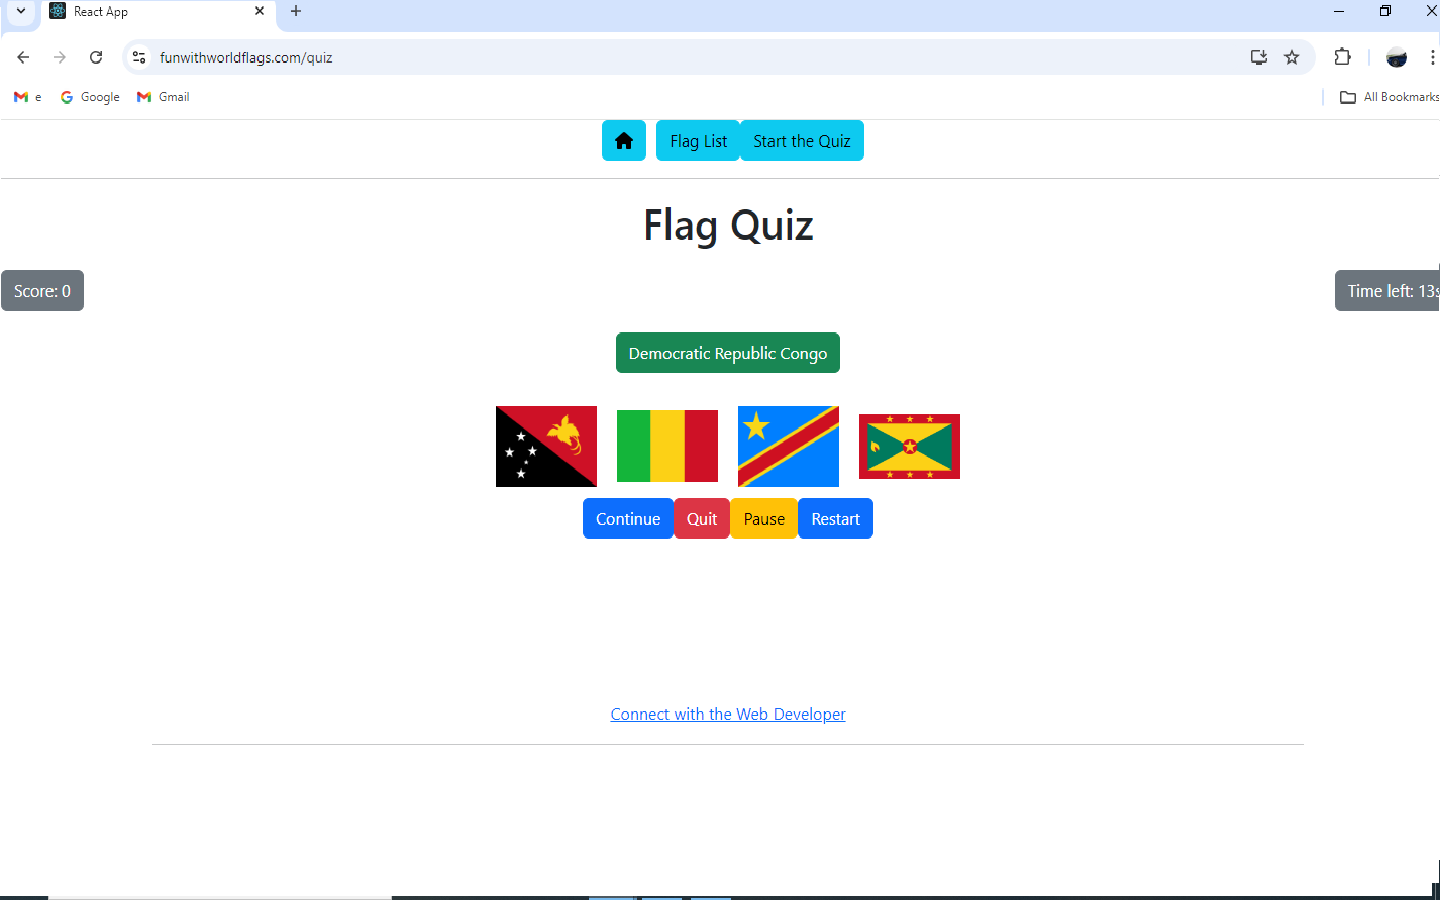 React App
funwithworldflags.com/quiz
e Google Gmail All Bookmarks
Flag List Start the Quiz
Flag Quiz
Score: 0 Time left: 13s
Democratic Republic Congo
Continue Quit Pause Restart
Connect with the Web Developer